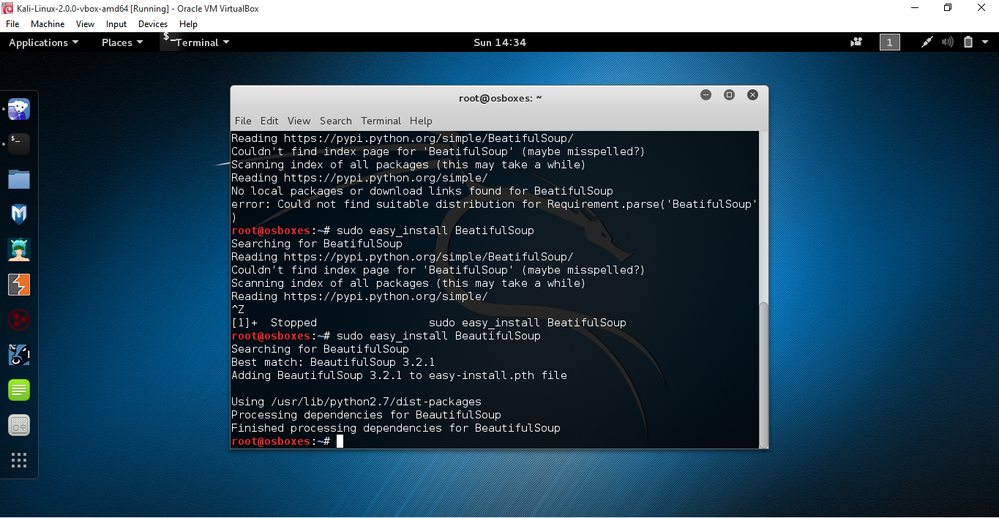 Kali-Linux-2.0.0-vbox-amd64 [Running] - Oracle VM VirtualBox
File Machine View Input Devices Help
Applications Places $_ Terminal Sun 14:34 1
root@osboxes: ~
File Edit View Search Terminal Help
Reading https://pypi.python.org/simple/BeatifulSoup/
Couldn't find index page for 'BeatifulSoup' (maybe misspelled?)
Scanning index of all packages (this may take a while)
Reading https://pypi.python.org/simple/
No local packages or download links found for BeatifulSoup
error: Could not find suitable distribution for Requirement.parse('BeatifulSoup'
)
root@osboxes:~# sudo easy_install BeatifulSoup
Searching for BeatifulSoup
Reading https://pypi.python.org/simple/BeatifulSoup/
Couldn't find index page for 'BeatifulSoup' (maybe misspelled?)
Scanning index of all packages (this may take a while)
Reading https://pypi.python.org/simple/
^Z
[1]+  Stopped                 sudo easy_install BeatifulSoup
root@osboxes:~# sudo easy_install BeautifulSoup
Searching for BeautifulSoup
Best match: BeautifulSoup 3.2.1
Adding BeautifulSoup 3.2.1 to easy-install.pth file
Using /usr/lib/python2.7/dist-packages
Processing dependencies for BeautifulSoup
Finished processing dependencies for BeautifulSoup
root@osboxes:~#
$_